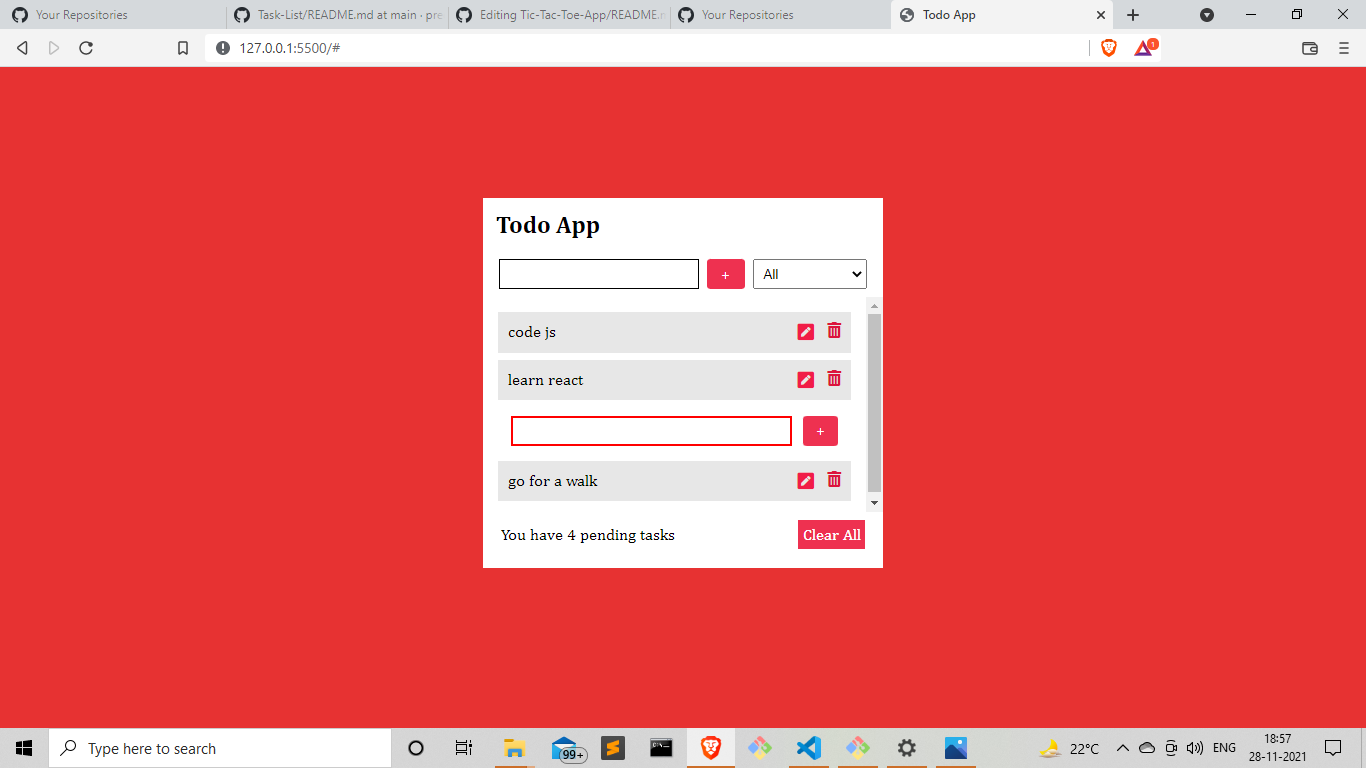 Your Repositories
Task-List/README.md at main · pre
Editing Tic-Tac-Toe-App/README.m
Your Repositories
Todo App
127.0.0.1:5500/#
1
Todo App
+
All
code js
learn react
+
go for a walk
You have 4 pending tasks
Clear All
Type here to search
99+
22°C
ENG
18:57
28-11-2021